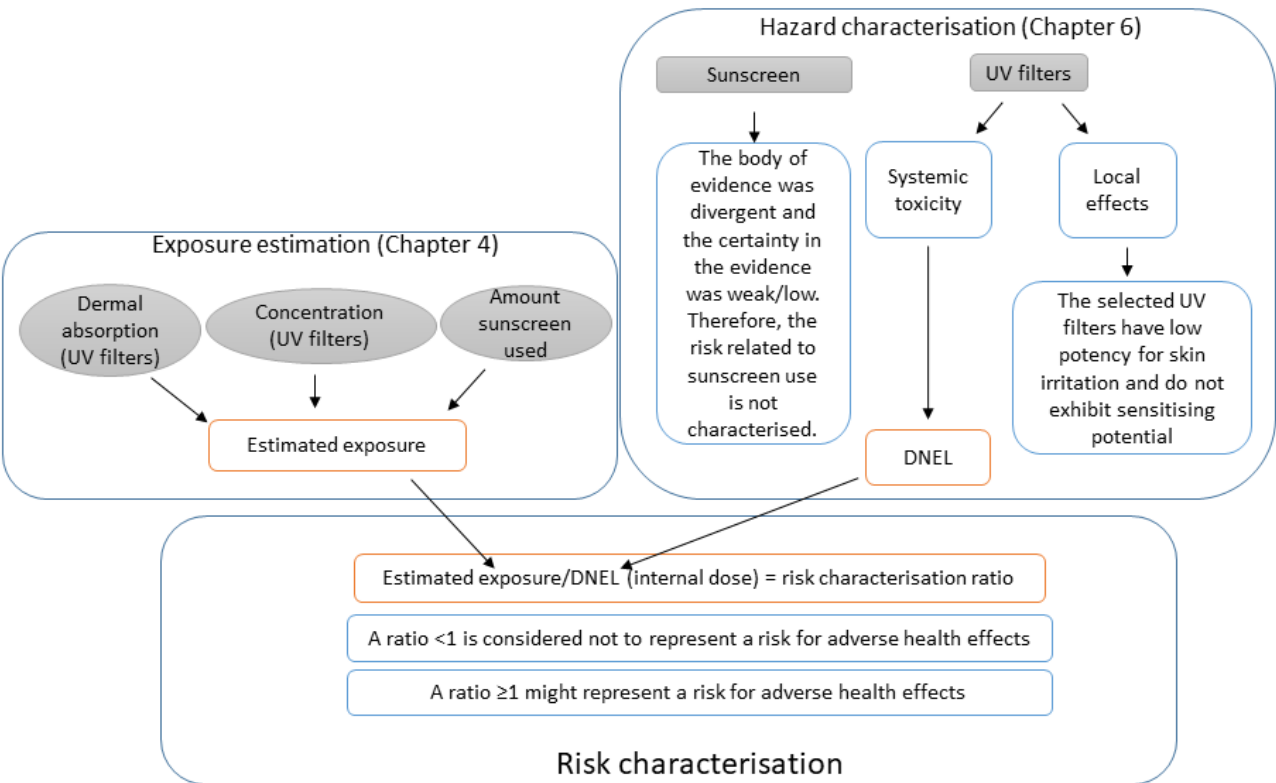 Hazard characterisation (Chapter 6)
Sunscreen
UV filters
The body of
evidence was
divergent and
the certainty in
the evidence
was weak/low.
Therefore, the
risk related to
sunscreen use
is not
characterised.
Systemic
toxicity
Local
effects
The selected UV
filters have low
potency for skin
irritation and do not
exhibit sensitising
potential
DNEL
Exposure estimation (Chapter 4)
Dermal
absorption
(UV filters)
Concentration
(UV filters)
Amount
sunscreen
used
Estimated exposure
Estimated exposure/DNEL (internal dose) = risk characterisation ratio
A ratio <1 is considered not to represent a risk for adverse health effects
A ratio ≥1 might represent a risk for adverse health effects
Risk characterisation